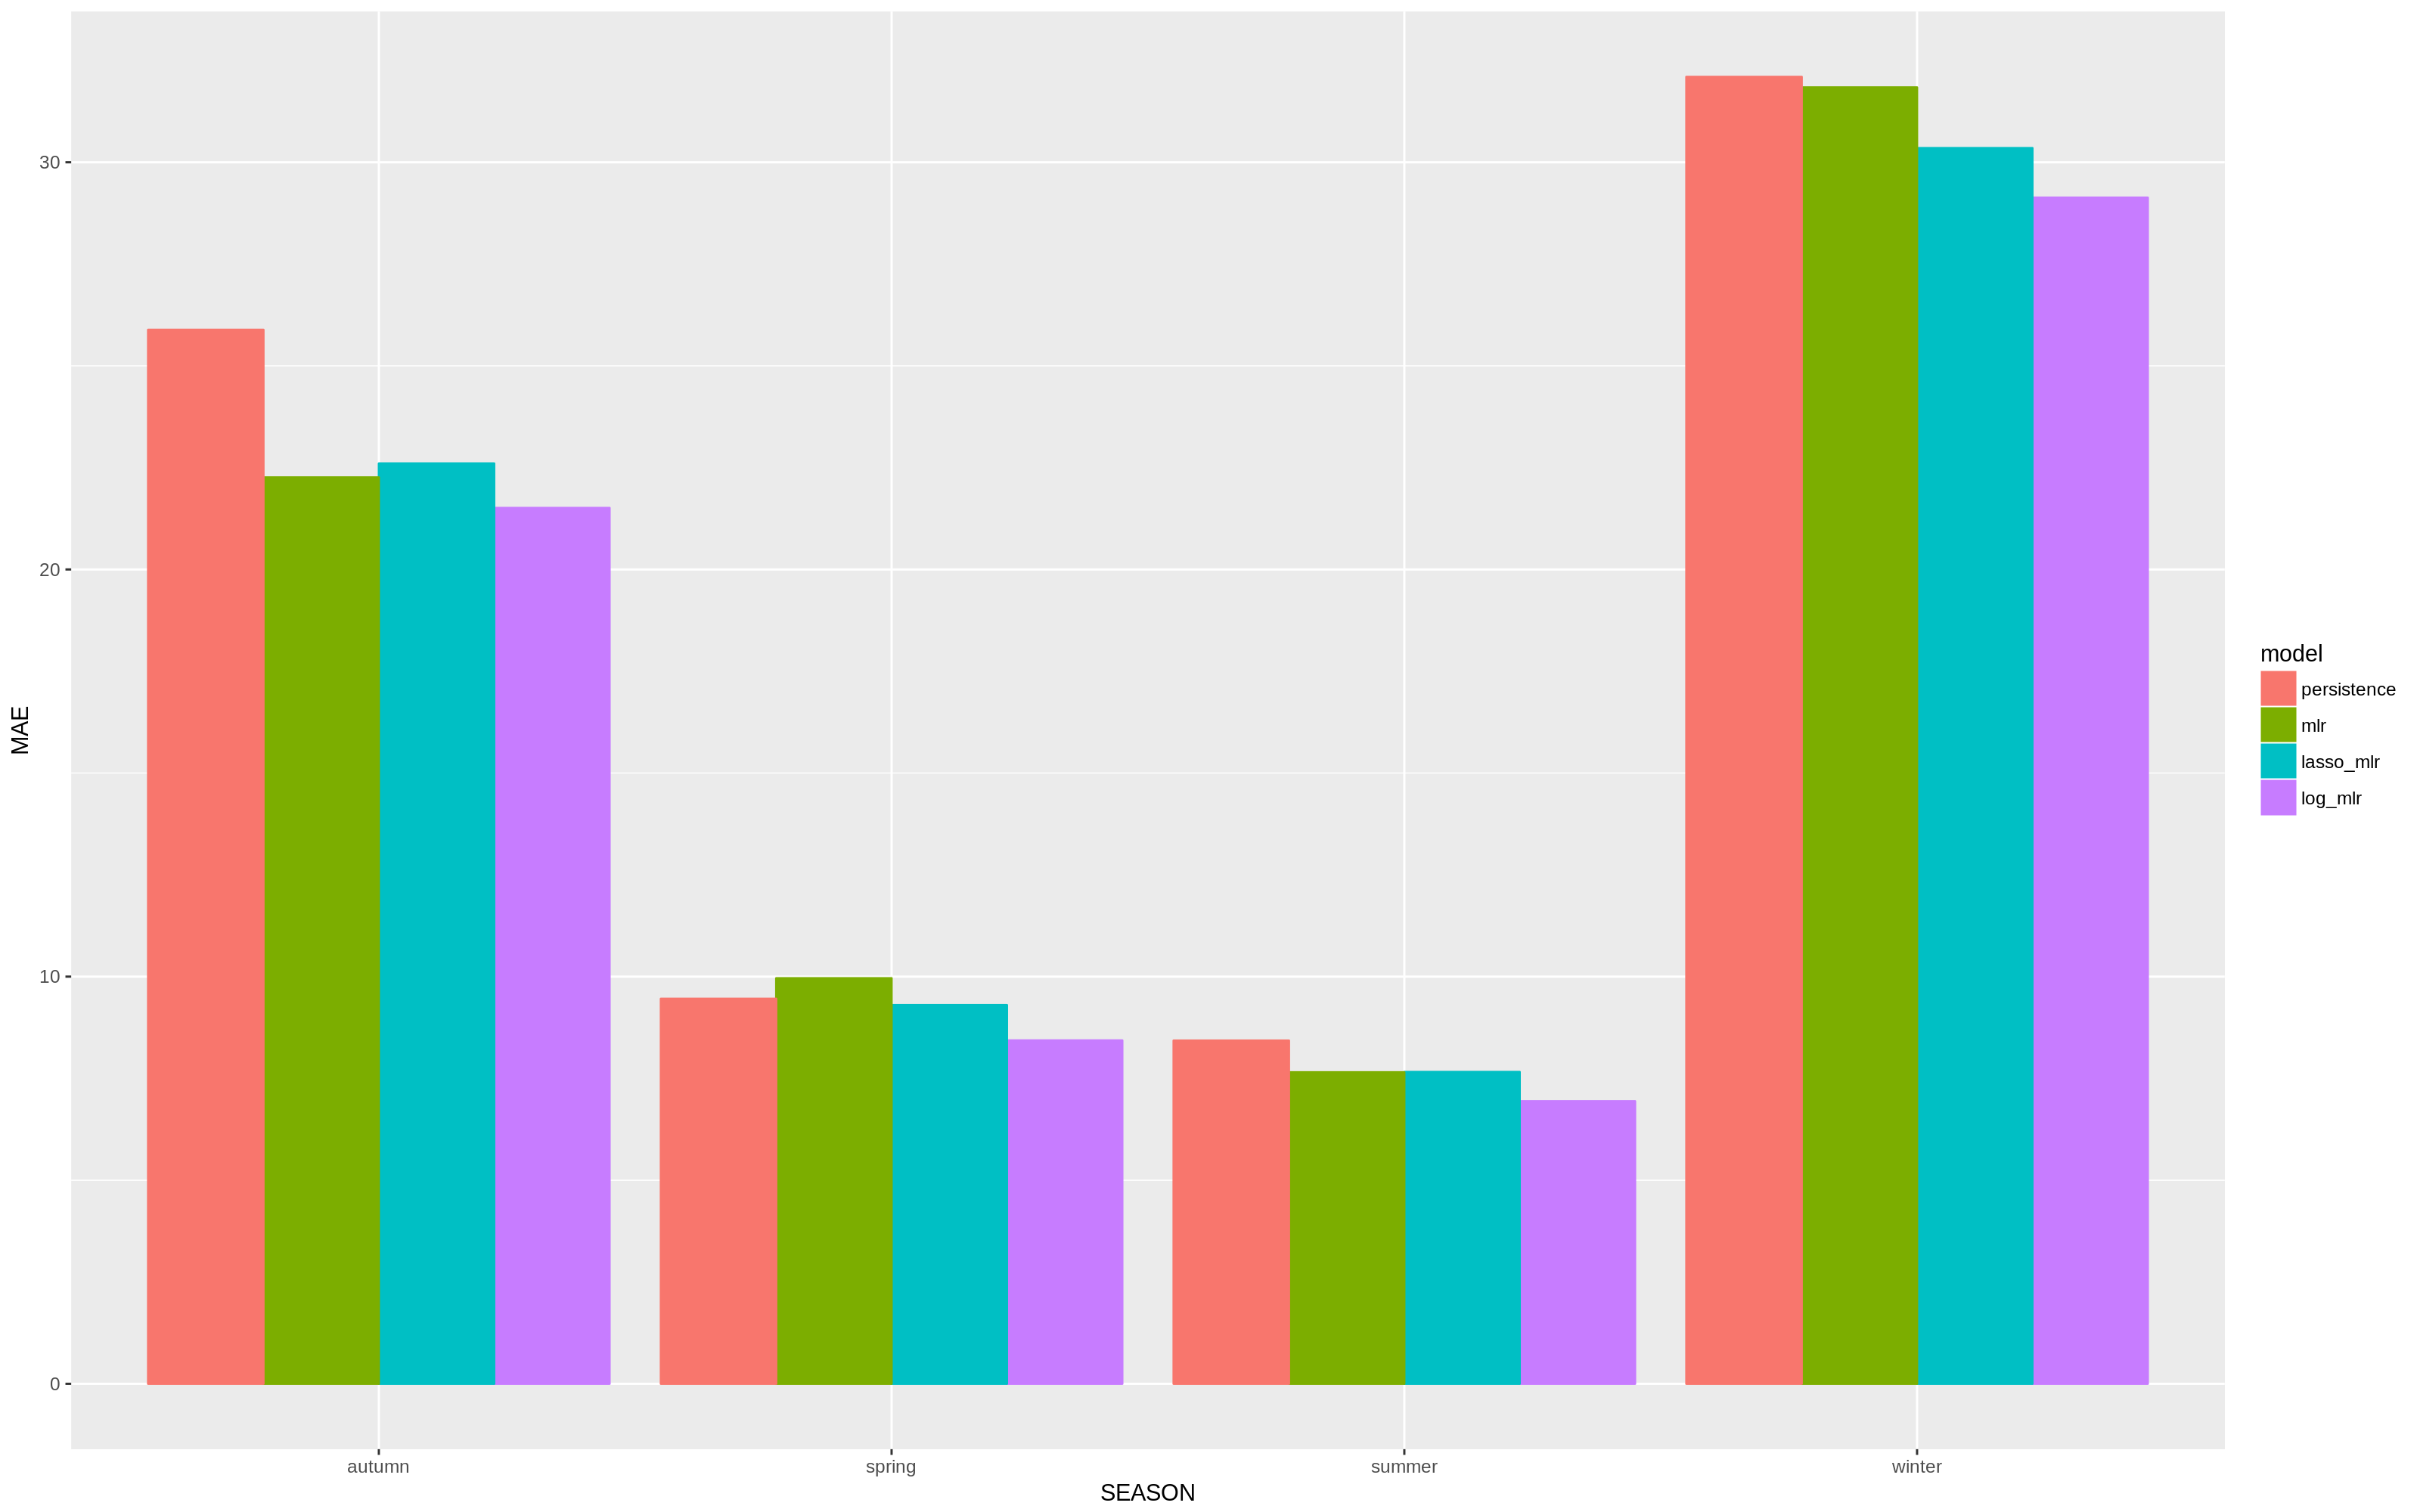 MAE
30
20
10
0
autumn
spring
summer
winter
SEASON
model
persistence
mlr
lasso_mlr
log_mlr